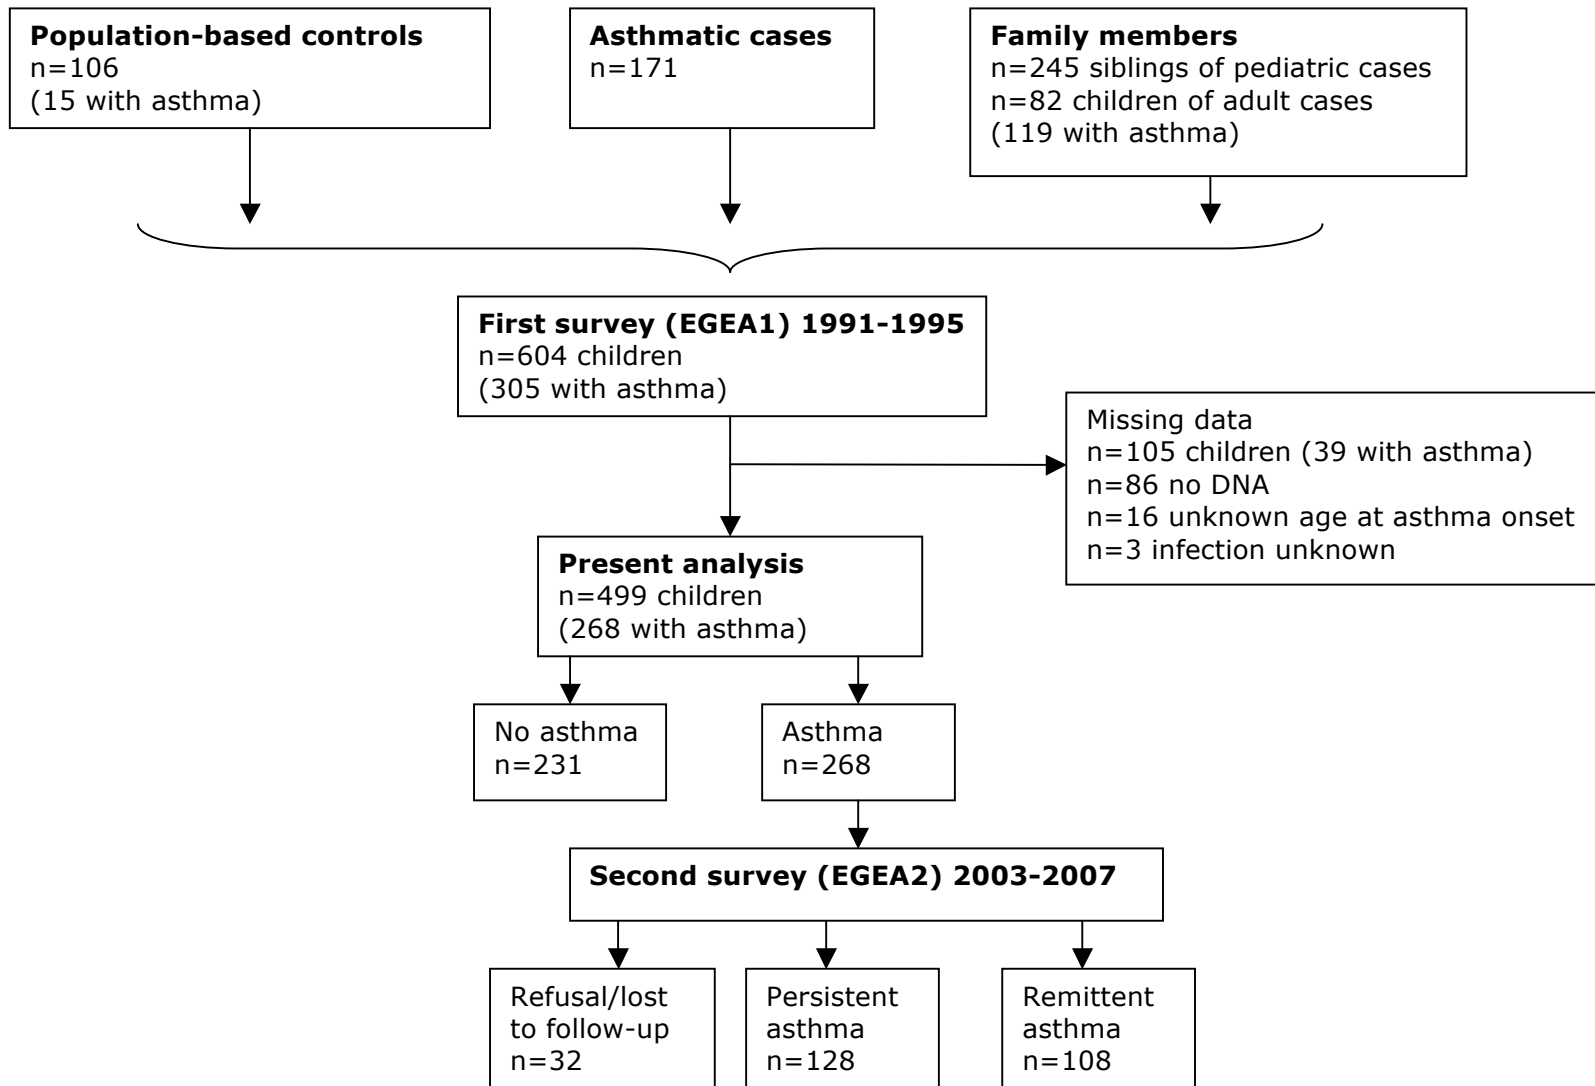 Population-based controls
n=106
(15 with asthma)
Asthmatic cases
n=171
Family members
n=245 siblings of pediatric cases
n=82 children of adult cases
(119 with asthma)
First survey (EGEA1) 1991-1995
n=604 children
(305 with asthma)
Missing data
n=105 children (39 with asthma)
n=86 no DNA
n=16 unknown age at asthma onset
n=3 infection unknown
Present analysis
n=499 children
(268 with asthma)
No asthma
n=231
Asthma
n=268
Second survey (EGEA2) 2003-2007
Refusal/lost
to follow-up
n=32
Persistent
asthma
n=128
Remittent
asthma
n=108